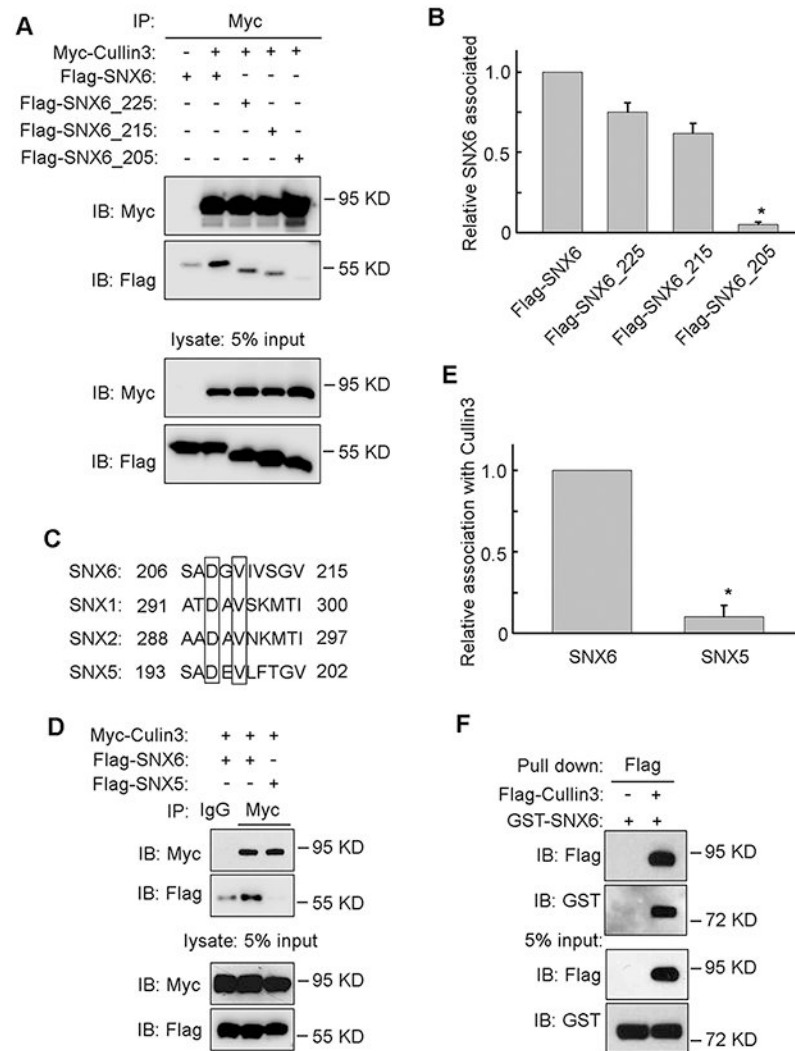 A
IP: Myc
Myc-Cullin3: - + + + +
Flag-SNX6: + + - - -
Flag-SNX6_225: - - + - -
Flag-SNX6_215: - - - + -
Flag-SNX6_205: - - - - +
IB: Myc
95 KD
IB: Flag
55 KD
lysate: 5% input
IB: Myc
95 KD
IB: Flag
55 KD
B
Relative SNX6 associated
1.0
0.5
0
*
Flag-SNX6
Flag-SNX6_225
Flag-SNX6_215
Flag-SNX6_205
C
SNX6: 206 SADGVIVSGV 215
SNX1: 291 ATDAVSKMTI 300
SNX2: 288 AADAVNKMTI 297
SNX5: 193 SADEVLFTGV 202
D
Myc-Culin3: + + +
Flag-SNX6: + + -
Flag-SNX5: - - +
IP: IgG Myc
IB: Myc
95 KD
IB: Flag
55 KD
lysate: 5% input
IB: Myc
95 KD
IB: Flag
55 KD
E
Relative association with Cullin3
1.0
0.5
0
*
SNX6 SNX5
F
Pull down: Flag
Flag-Cullin3: - +
GST-SNX6: + +
IB: Flag
95 KD
IB: GST
72 KD
5% input:
IB: Flag
95 KD
IB: GST
72 KD